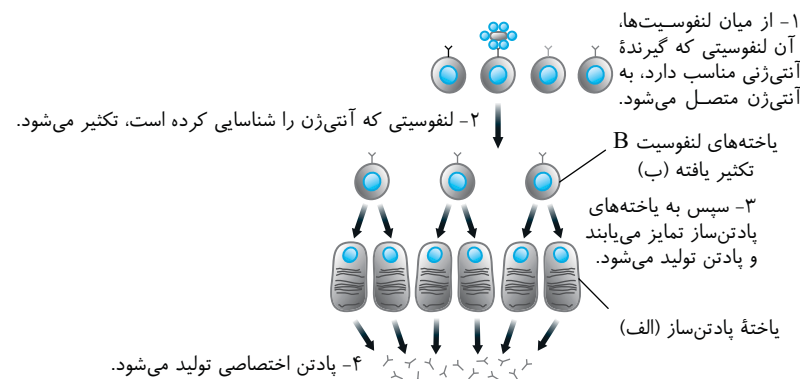 ۱- از میان لنفوسیت‌ها،
آن لنفوسیتی که گیرندهٔ
آنتی‌ژنی مناسب دارد، به
آنتی‌ژن متصل می‌شود.
۲- لنفوسیتی که آنتی‌ژن را شناسایی کرده است، تکثیر می‌شود.
یاخته‌های لنفوسیت B
تکثیر یافته (ب)
۳- سپس به یاخته‌های
پادتن‌ساز تمایز می‌یابند
و پادتن تولید می‌شود.
یاختهٔ پادتن‌ساز (الف)
۴- پادتن اختصاصی تولید می‌شود.